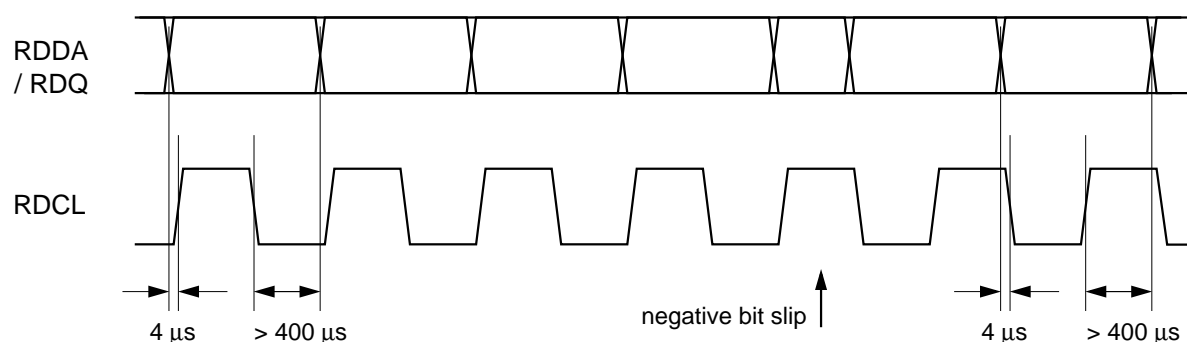 RDDA
/ RDQ
RDCL
negative bit slip
4 µs
> 400 µs
4 µs
> 400 µs